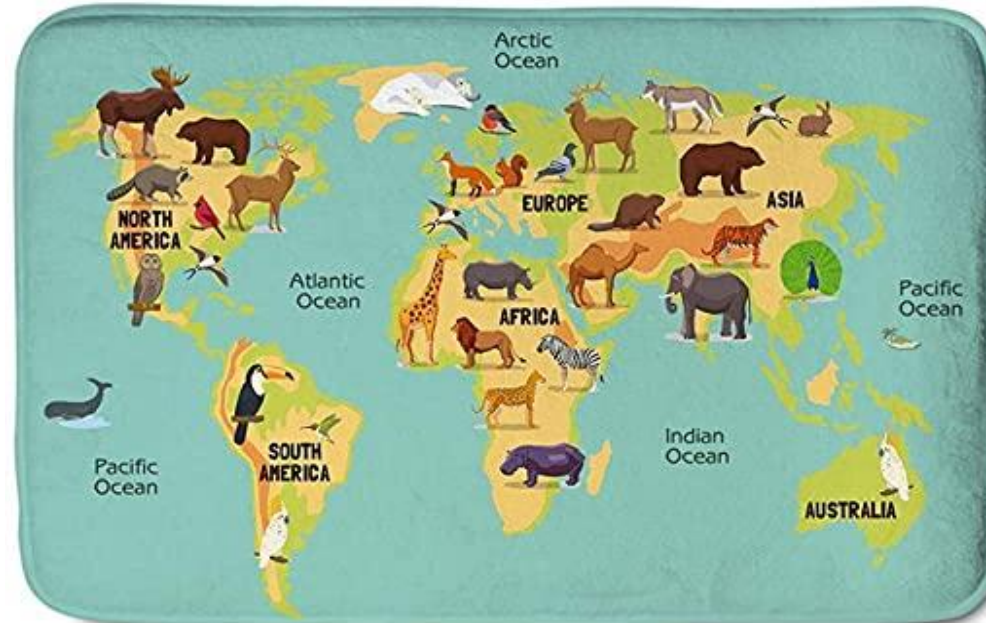 Arctic
Ocean
NORTH
AMERICA
EUROPE
ASIA
Atlantic
Ocean
Pacific
Ocean
AFRICA
SOUTH
AMERICA
Indian
Ocean
Pacific
Ocean
AUSTRALIA